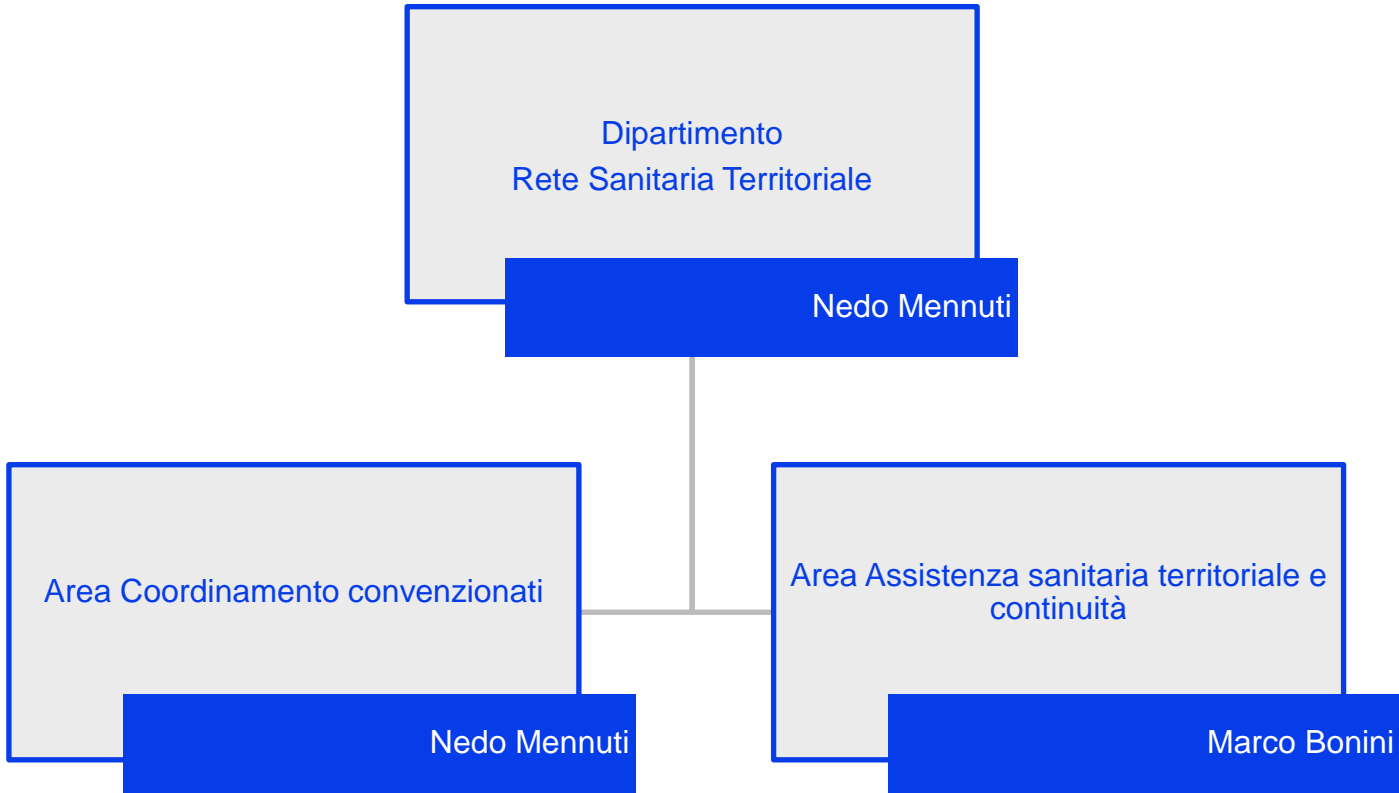 Dipartimento
Rete Sanitaria Territoriale
Nedo Mennuti
Area Coordinamento convenzionati
Nedo Mennuti
Area Assistenza sanitaria territoriale e
continuità
Marco Bonini